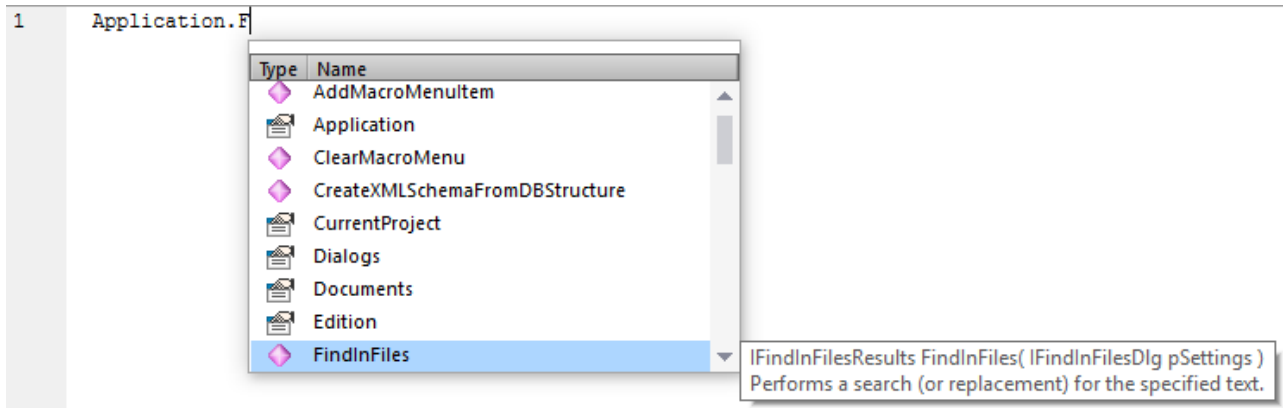 1 Application.F
Type Name
AddMacroMenuItem
Application
ClearMacroMenu
CreateXMLSchemaFromDBStructure
CurrentProject
Dialogs
Documents
Edition
FindInFiles
IFindInFilesResults FindInFiles( IFindInFilesDlg pSettings )
Performs a search (or replacement) for the specified text.